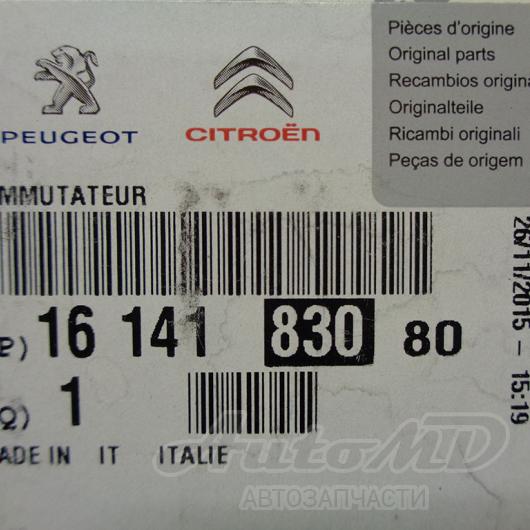 PEUGEOT
CITROËN
Pièces d'origine
Original parts
Recambios origina
Originalteile
Ricambi originali
Peças de origem
MMUTATEUR
P) 16 141 830 80
Q) 1
ADE IN IT ITALIE
26/11/2015 - 15:19
AutoMD
АВТОЗАПЧАСТИ